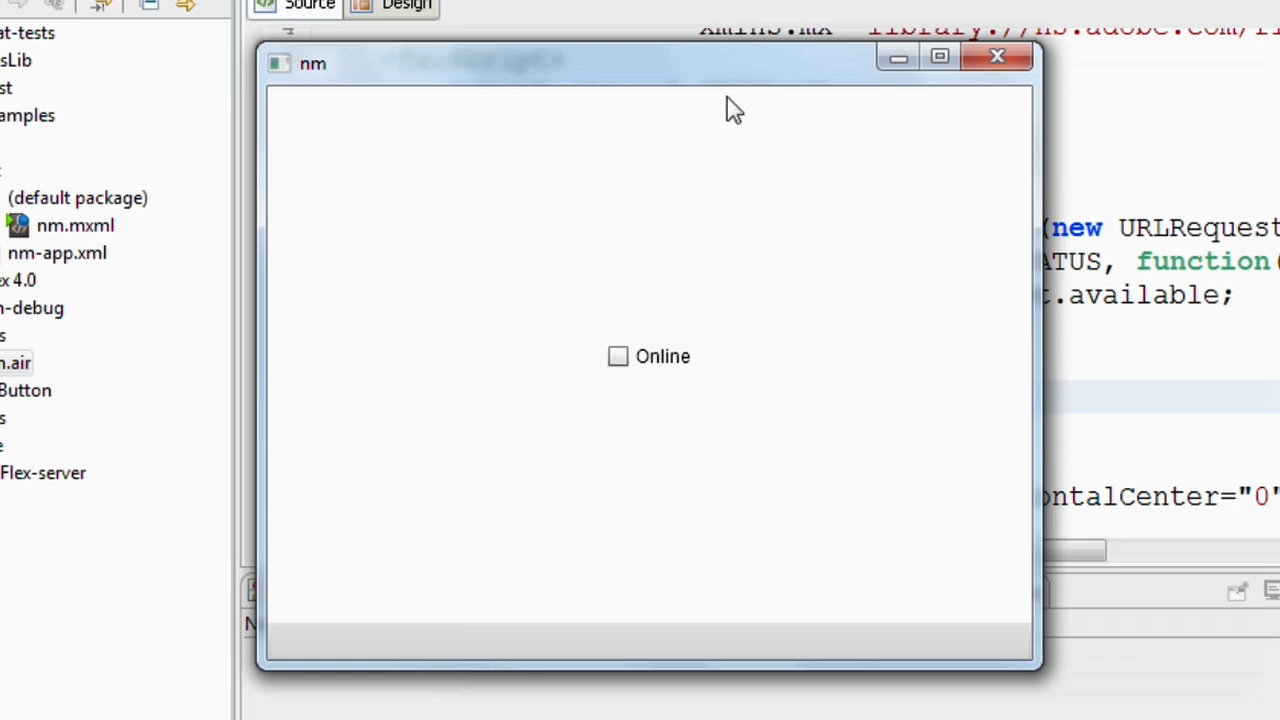 Source
Design
at-tests
sLib
st
amples
(default package)
nm.mxml
nm-app.xml
ex 4.0
n-debug
s
n.air
Button
s
e
Flex-server
nm
Online
(new URLRequest
ATUS, function(
t.available;
ontalCenter="0"